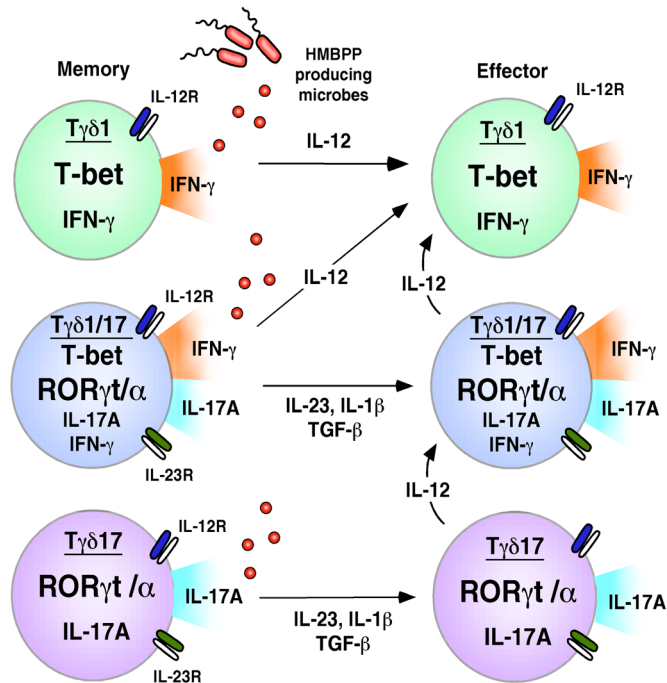 Memory
HMBPP
producing
microbes
Effector
IL-12R
Tγδ1
T-bet
IFN-γ
IFN-γ
IL-12
IL-12R
Tγδ1
T-bet
IFN-γ
IFN-γ
IL-12
IL-12
IL-12R
Tγδ1/17
T-bet
RORγt/α
IL-17A
IFN-γ
IFN-γ
IL-17A
IL-23R
IL-23, IL-1β
TGF-β
Tγδ1/17
T-bet
RORγt/α
IL-17A
IFN-γ
IFN-γ
IL-17A
IL-12
IL-12R
Tγδ17
RORγt /α
IL-17A
IL-17A
IL-23R
IL-23, IL-1β
TGF-β
Tγδ17
RORγt /α
IL-17A
IL-17A